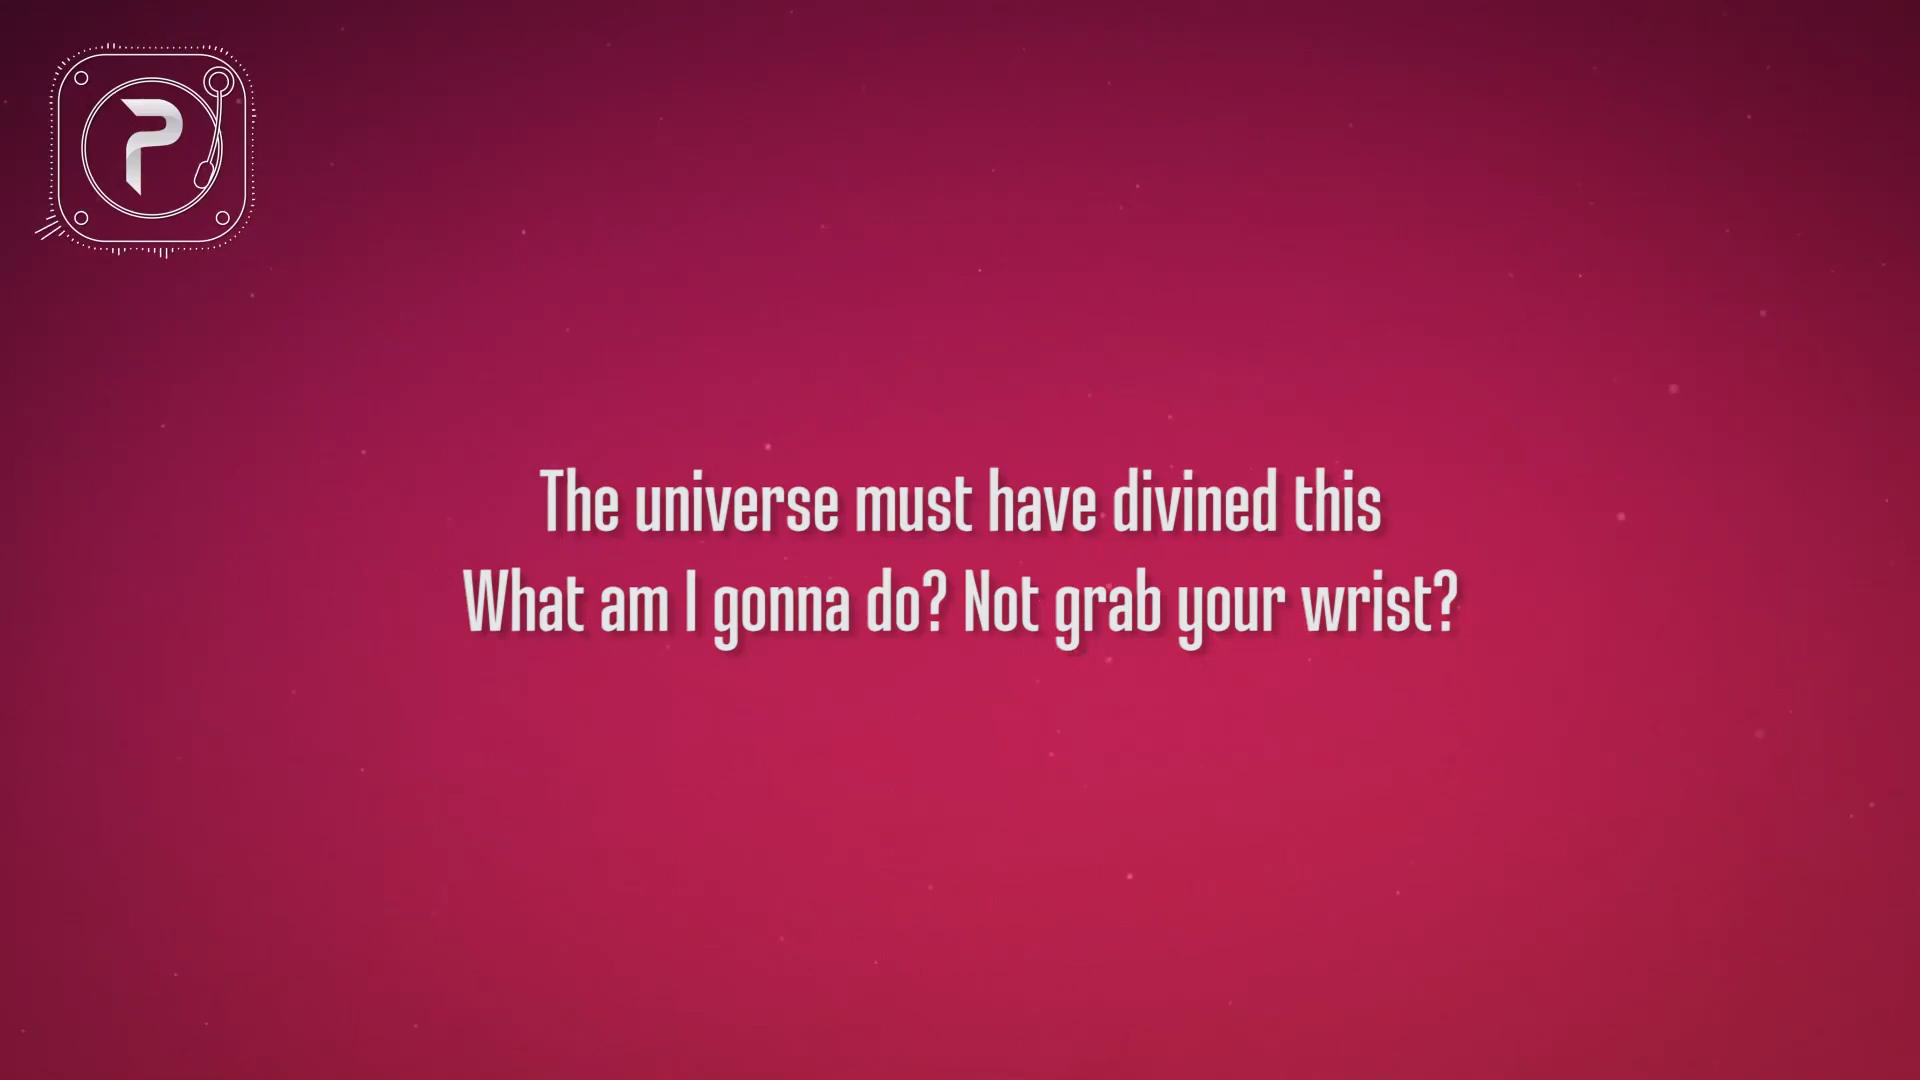 P
The universe must have divined this
What am I gonna do? Not grab your wrist?